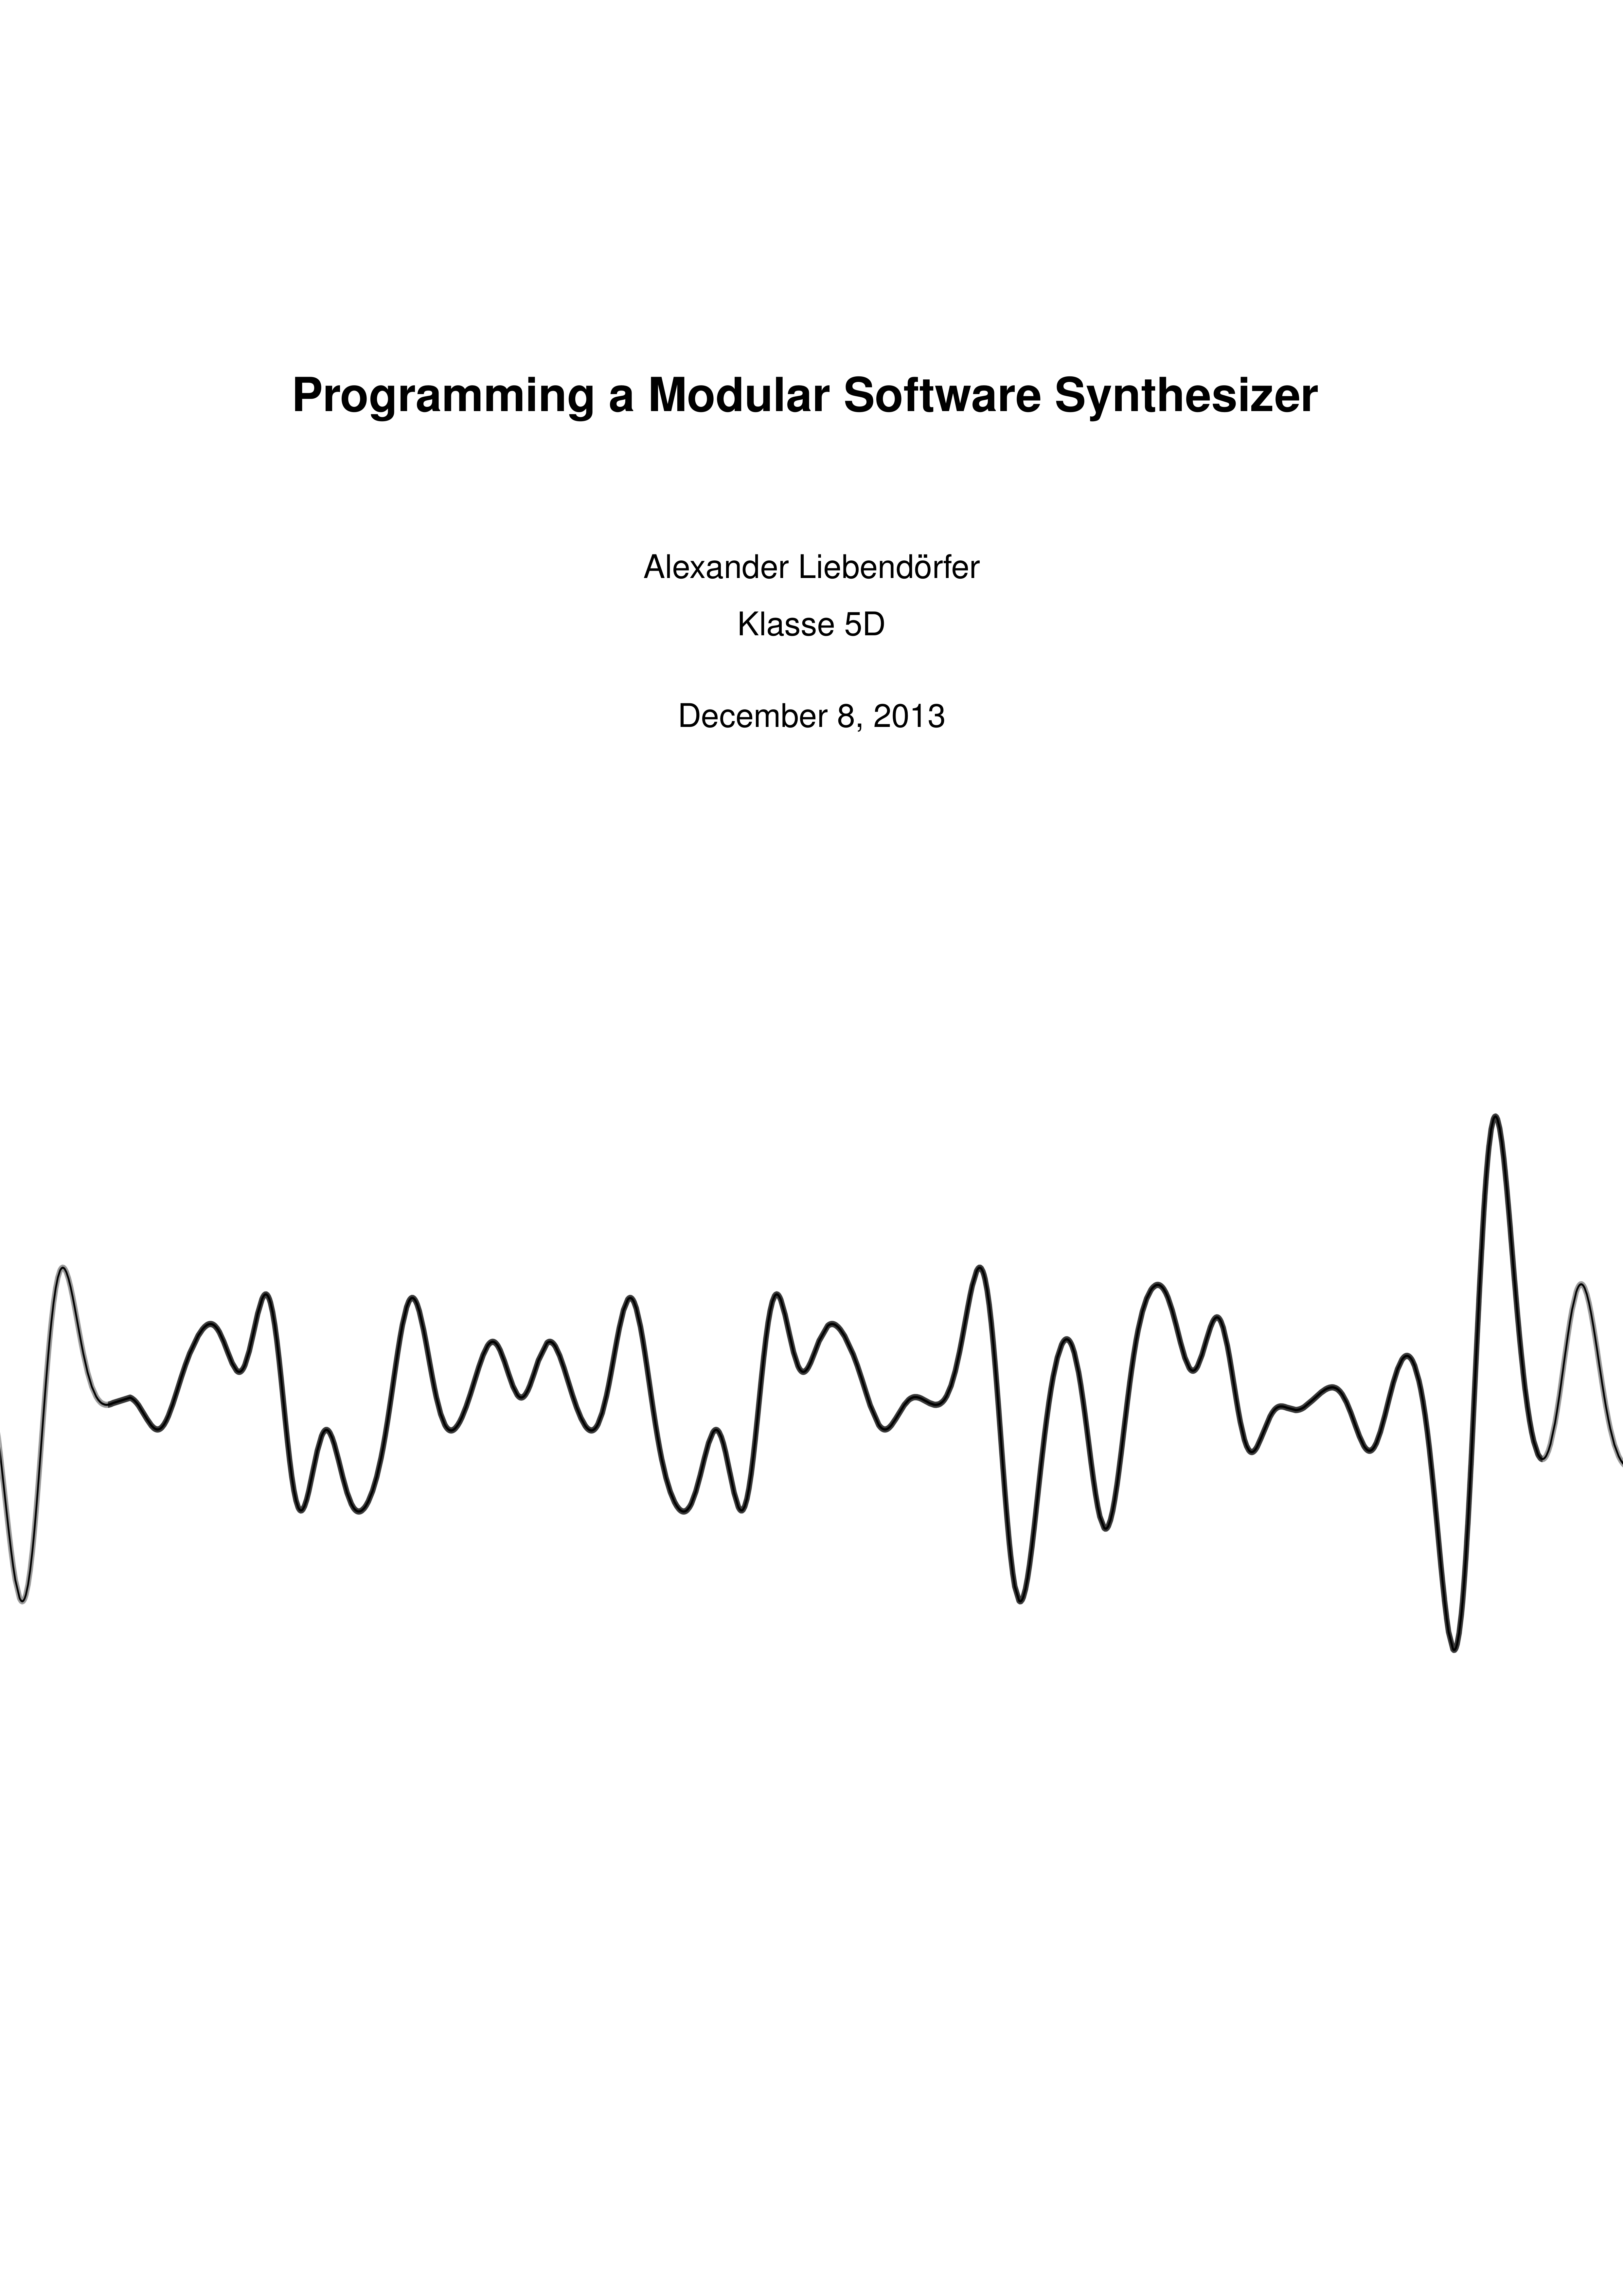 Programming a Modular Software Synthesizer
Alexander Liebendörfer
Klasse 5D
December 8, 2013